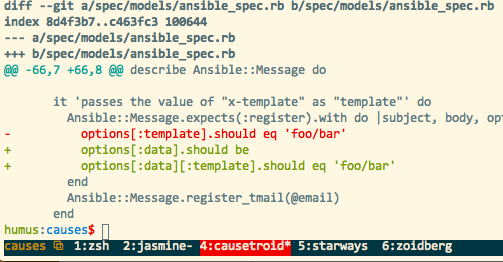 diff --git a/spec/models/ansible_spec.rb b/spec/models/ansible_spec.rb
index 8d4f3b7..c463fc3 100644
--- a/spec/models/ansible_spec.rb
+++ b/spec/models/ansible_spec.rb
@@ -66,7 +66,8 @@ describe Ansible::Message do
it 'passes the value of "x-template" as "template"' do
Ansible::Message.expects(:register).with do |subject, body, op
- options[:template].should eq 'foo/bar'
+ options[:data].should be
+ options[:data][:template].should eq 'foo/bar'
end
Ansible::Message.register_tmail(@email)
end
humus:causes$
causes 1:zsh 2:jasmine- 4:causetroid* 5:starways 6:zoidberg